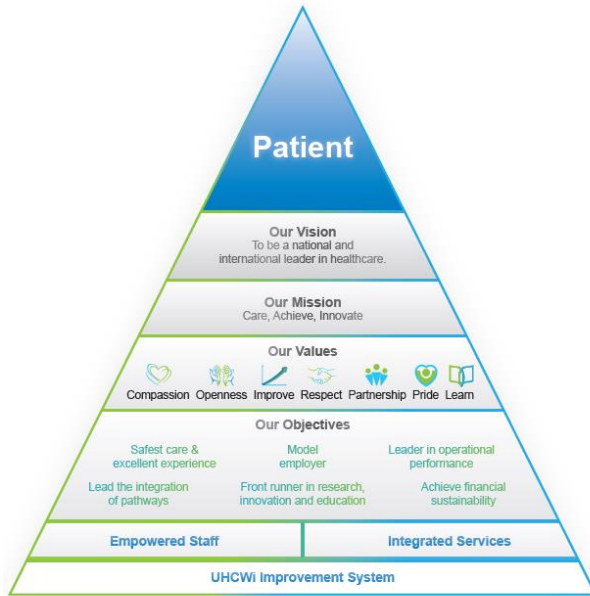 Patient
Our Vision
To be a national and
international leader in healthcare.
Our Mission
Care, Achieve, Innovate
Our Values
Compassion Openness Improve Respect Partnership Pride Learn
Our Objectives
Safest care &
excellent experience
Model
employer
Leader in operational
performance
Lead the integration
of pathways
Front runner in research,
innovation and education
Achieve financial
sustainability
Empowered Staff
Integrated Services
UHCWi Improvement System